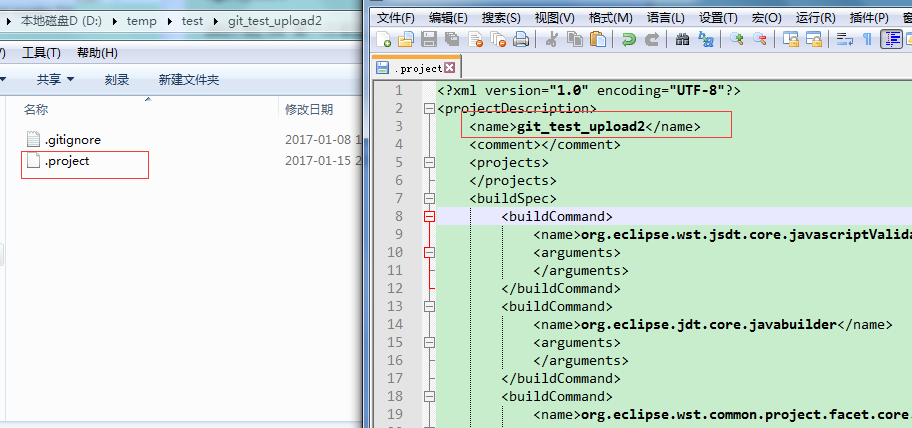 本地磁盘D (D:) ▸ temp ▸ test ▸ git_test_upload2
工具(T) 帮助(H)
共享 刻录 新建文件夹
名称 修改日期
.gitignore 2017-01-08 1
.project 2017-01-15 2
文件(F) 编辑(E) 搜索(S) 视图(V) 格式(M) 语言(L) 设置(T) 宏(O) 运行(R) 插件(P)
.project
1 <?xml version="1.0" encoding="UTF-8"?>
2 <projectDescription>
3 <name>git_test_upload2</name>
4 <comment></comment>
5 <projects>
6 </projects>
7 <buildSpec>
8 <buildCommand>
9 <name>org.eclipse.wst.jsdt.core.javascriptValida
10 <arguments>
11 </arguments>
12 </buildCommand>
13 <buildCommand>
14 <name>org.eclipse.jdt.core.javabuilder</name>
15 <arguments>
16 </arguments>
17 </buildCommand>
18 <buildCommand>
19 <name>org.eclipse.wst.common.project.facet.core.